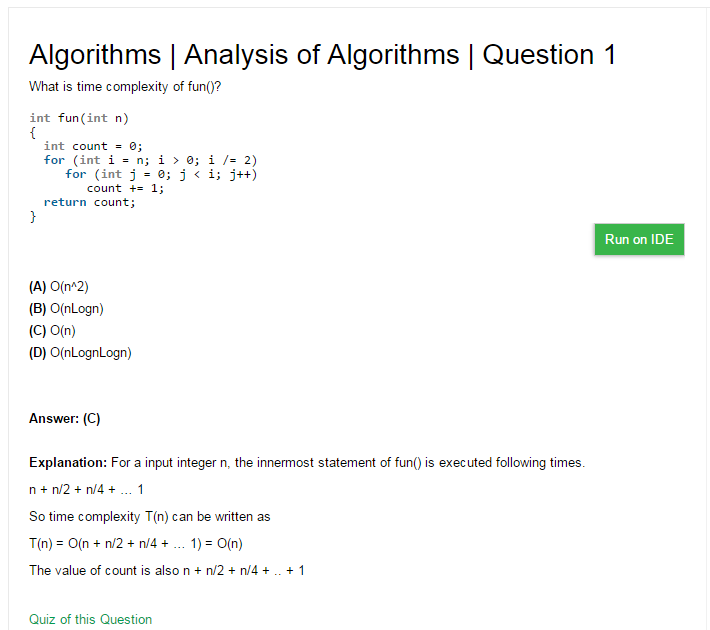 Algorithms | Analysis of Algorithms | Question 1
What is time complexity of fun()?
int fun(int n)
{
  int count = 0;
  for (int i = n; i > 0; i /= 2)
     for (int j = 0; j < i; j++)
        count += 1;
  return count;
}
Run on IDE
(A) O(n^2)
(B) O(nLogn)
(C) O(n)
(D) O(nLognLogn)
Answer: (C)
Explanation: For a input integer n, the innermost statement of fun() is executed following times.
n + n/2 + n/4 + ... 1
So time complexity T(n) can be written as
T(n) = O(n + n/2 + n/4 + ... 1) = O(n)
The value of count is also n + n/2 + n/4 + .. + 1
Quiz of this Question